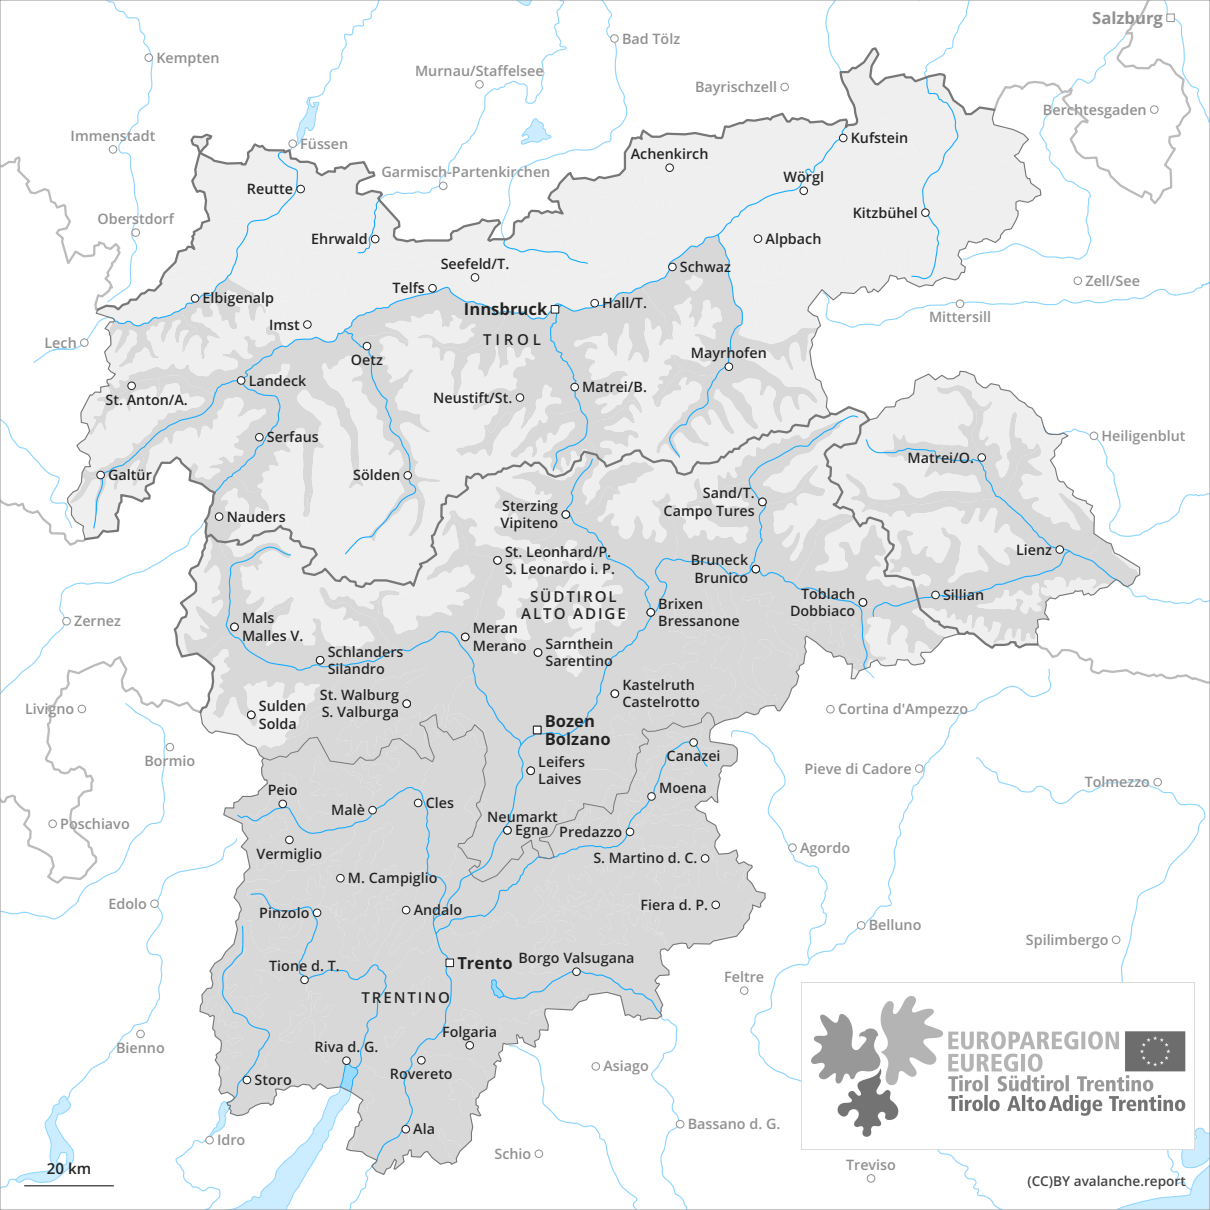 Salzburg
Bad Tölz
Kempten
Murnau/Staffelsee
Bayrischzell
Berchtesgaden
Immenstadt
Füssen
Kufstein
Achenkirch
Garmisch-Partenkirchen
Wörgl
Reutte
Oberstdorf
Kitzbühel
Ehrwald
Alpbach
Seefeld/T.
Schwaz
Zell/See
Telfs
Elbigenalp
Hall/T.
Innsbruck
Mittersill
Imst
TIROL
Lech
Mayrhofen
Oetz
Landeck
Matrei/B.
St. Anton/A.
Neustift/St.
Serfaus
Heiligenblut
Matrei/O.
Galtür
Sölden
Sand/T.
Campo Tures
Sterzing
Vipiteno
Nauders
Lienz
St. Leonhard/P.
S. Leonardo i. P.
Bruneck
Brunico
SÜDTIROL
ALTO ADIGE
Toblach
Dobbiaco
Sillian
Brixen
Bressanone
Zernez
Mals
Malles V.
Meran
Merano
Sarnthein
Sarentino
Schlanders
Silandro
Kastelruth
Castelrotto
St. Walburg
S. Valburga
Sulden
Solda
Livigno
Cortina d'Ampezzo
Bozen
Bolzano
Bormio
Canazei
Leifers
Laives
Pieve di Cadore
Tolmezzo
Peio
Moena
Malè
Cles
Neumarkt
Egna
Predazzo
Poschiavo
Agordo
Vermiglio
S. Martino d. C.
M. Campiglio
Edolo
Pinzolo
Andalo
Fiera d. P.
Belluno
Spilimbergo
Trento
Borgo Valsugana
Tione d. T.
Feltre
TRENTINO
Folgaria
Bienno
Riva d. G.
Rovereto
Asiago
Storo
EUROPAREGION
EUREGIO
Tirol Südtirol Trentino
Tirolo Alto Adige Trentino
Ala
Bassano d. G.
Idro
Schio
Treviso
20 km
(CC)BY avalanche.report